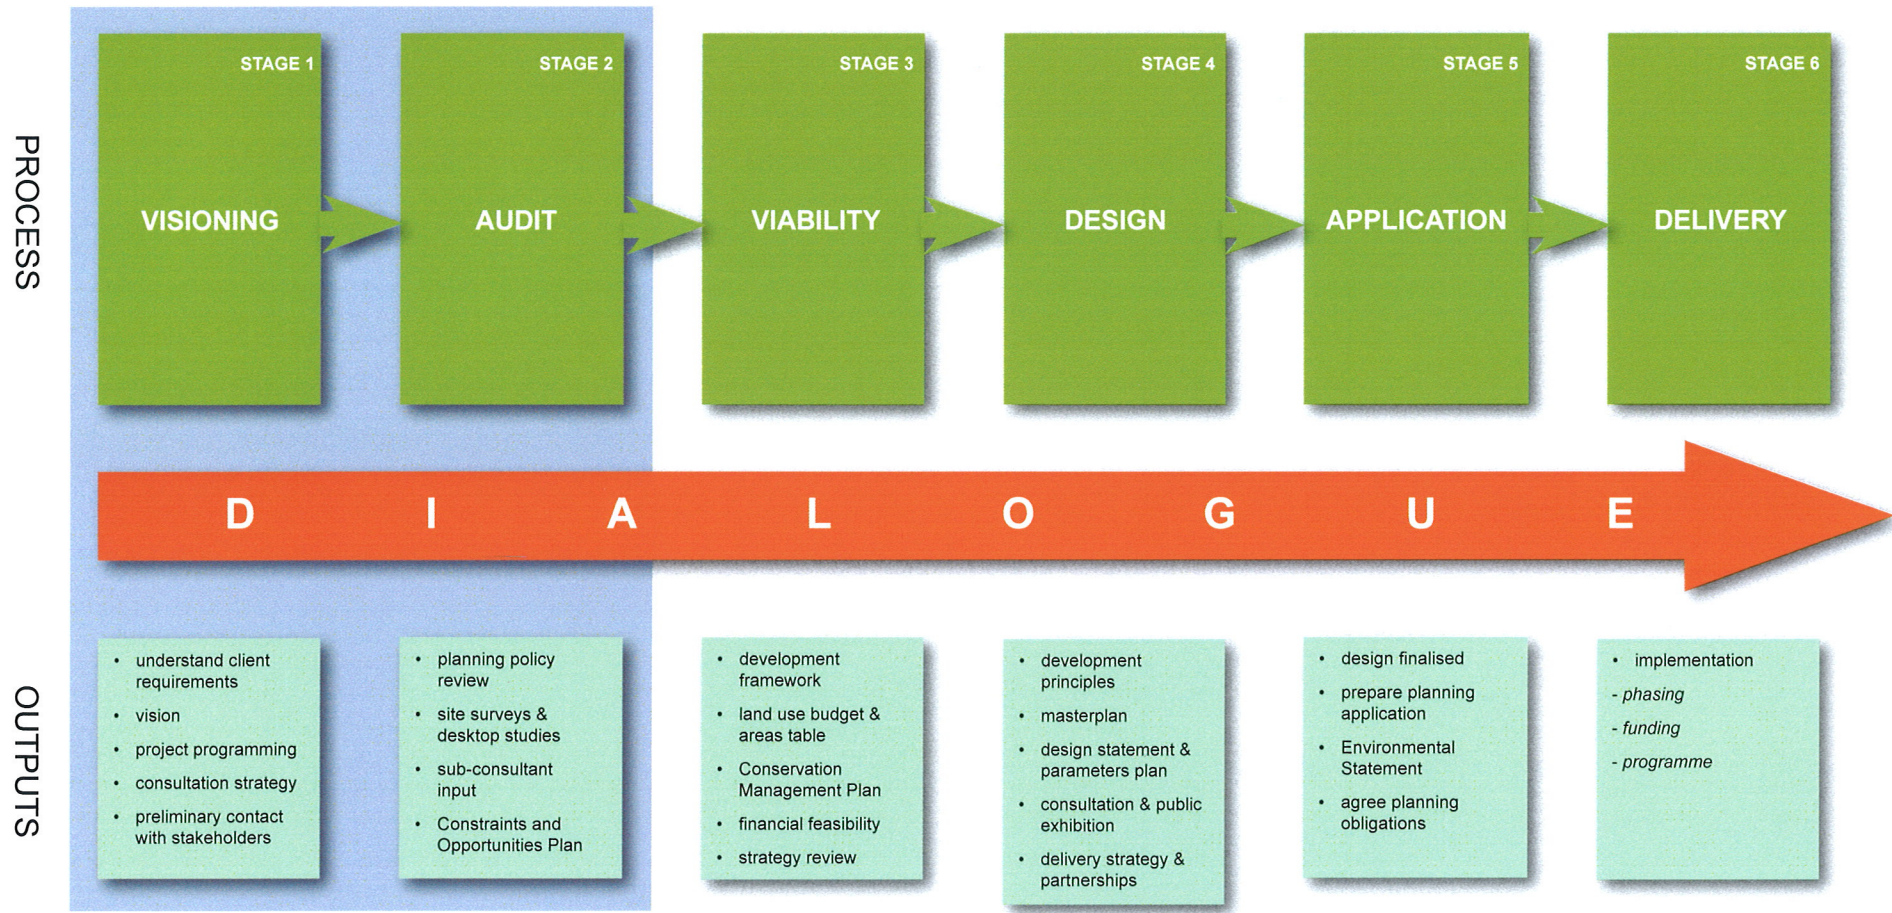 PROCESS
STAGE 1
VISIONING
STAGE 2
AUDIT
STAGE 3
VIABILITY
STAGE 4
DESIGN
STAGE 5
APPLICATION
STAGE 6
DELIVERY
D I A L O G U E
OUTPUTS
• understand client
requirements
• vision
• project programming
• consultation strategy
• preliminary contact
with stakeholders
• planning policy
review
• site surveys &
desktop studies
• sub-consultant
input
• Constraints and
Opportunities Plan
• development
framework
• land use budget &
areas table
• Conservation
Management Plan
• financial feasibility
• strategy review
• development
principles
• masterplan
• design statement &
parameters plan
• consultation & public
exhibition
• delivery strategy &
partnerships
• design finalised
• prepare planning
application
• Environmental
Statement
• agree planning
obligations
• implementation
- phasing
- funding
- programme